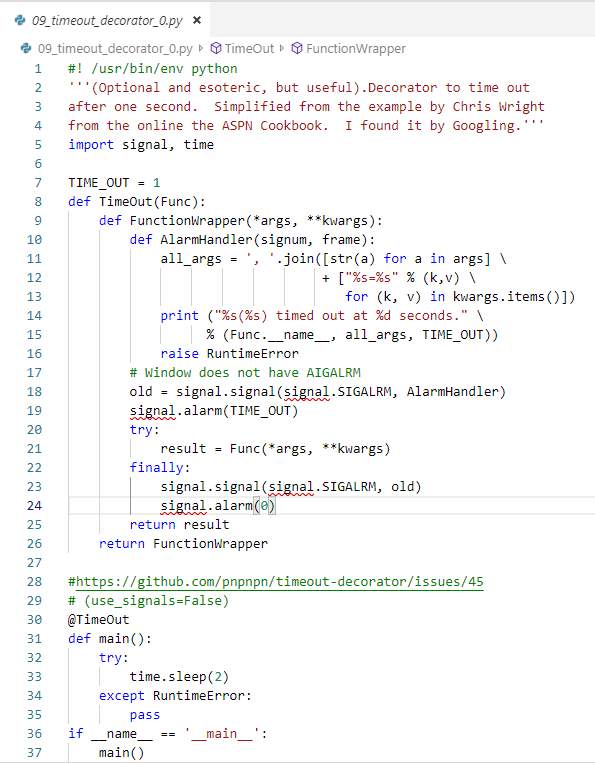 09_timeout_decorator_0.py ×
09_timeout_decorator_0.py TimeOut FunctionWrapper
1 #! /usr/bin/env python
2 '''(Optional and esoteric, but useful).Decorator to time out
3 after one second.  Simplified from the example by Chris Wright
4 from the online the ASPN Cookbook.  I found it by Googling.'''
5 import signal, time
6
7 TIME_OUT = 1
8 def TimeOut(Func):
9     def FunctionWrapper(*args, **kwargs):
10         def AlarmHandler(signum, frame):
11             all_args = ', '.join([str(a) for a in args] \
12                                  + ["%s=%s" % (k,v) \
13                                     for (k, v) in kwargs.items()])
14             print ("%s(%s) timed out at %d seconds." \
15                   % (Func.__name__, all_args, TIME_OUT))
16             raise RuntimeError
17         # Window does not have AIGALRM
18         old = signal.signal(signal.SIGALRM, AlarmHandler)
19         signal.alarm(TIME_OUT)
20         try:
21             result = Func(*args, **kwargs)
22         finally:
23             signal.signal(signal.SIGALRM, old)
24             signal.alarm(0)
25         return result
26     return FunctionWrapper
27
28 #https://github.com/pnpnpn/timeout-decorator/issues/45
29 # (use_signals=False)
30 @TimeOut
31 def main():
32     try:
33         time.sleep(2)
34     except RuntimeError:
35         pass
36 if __name__ == '__main__':
37     main()